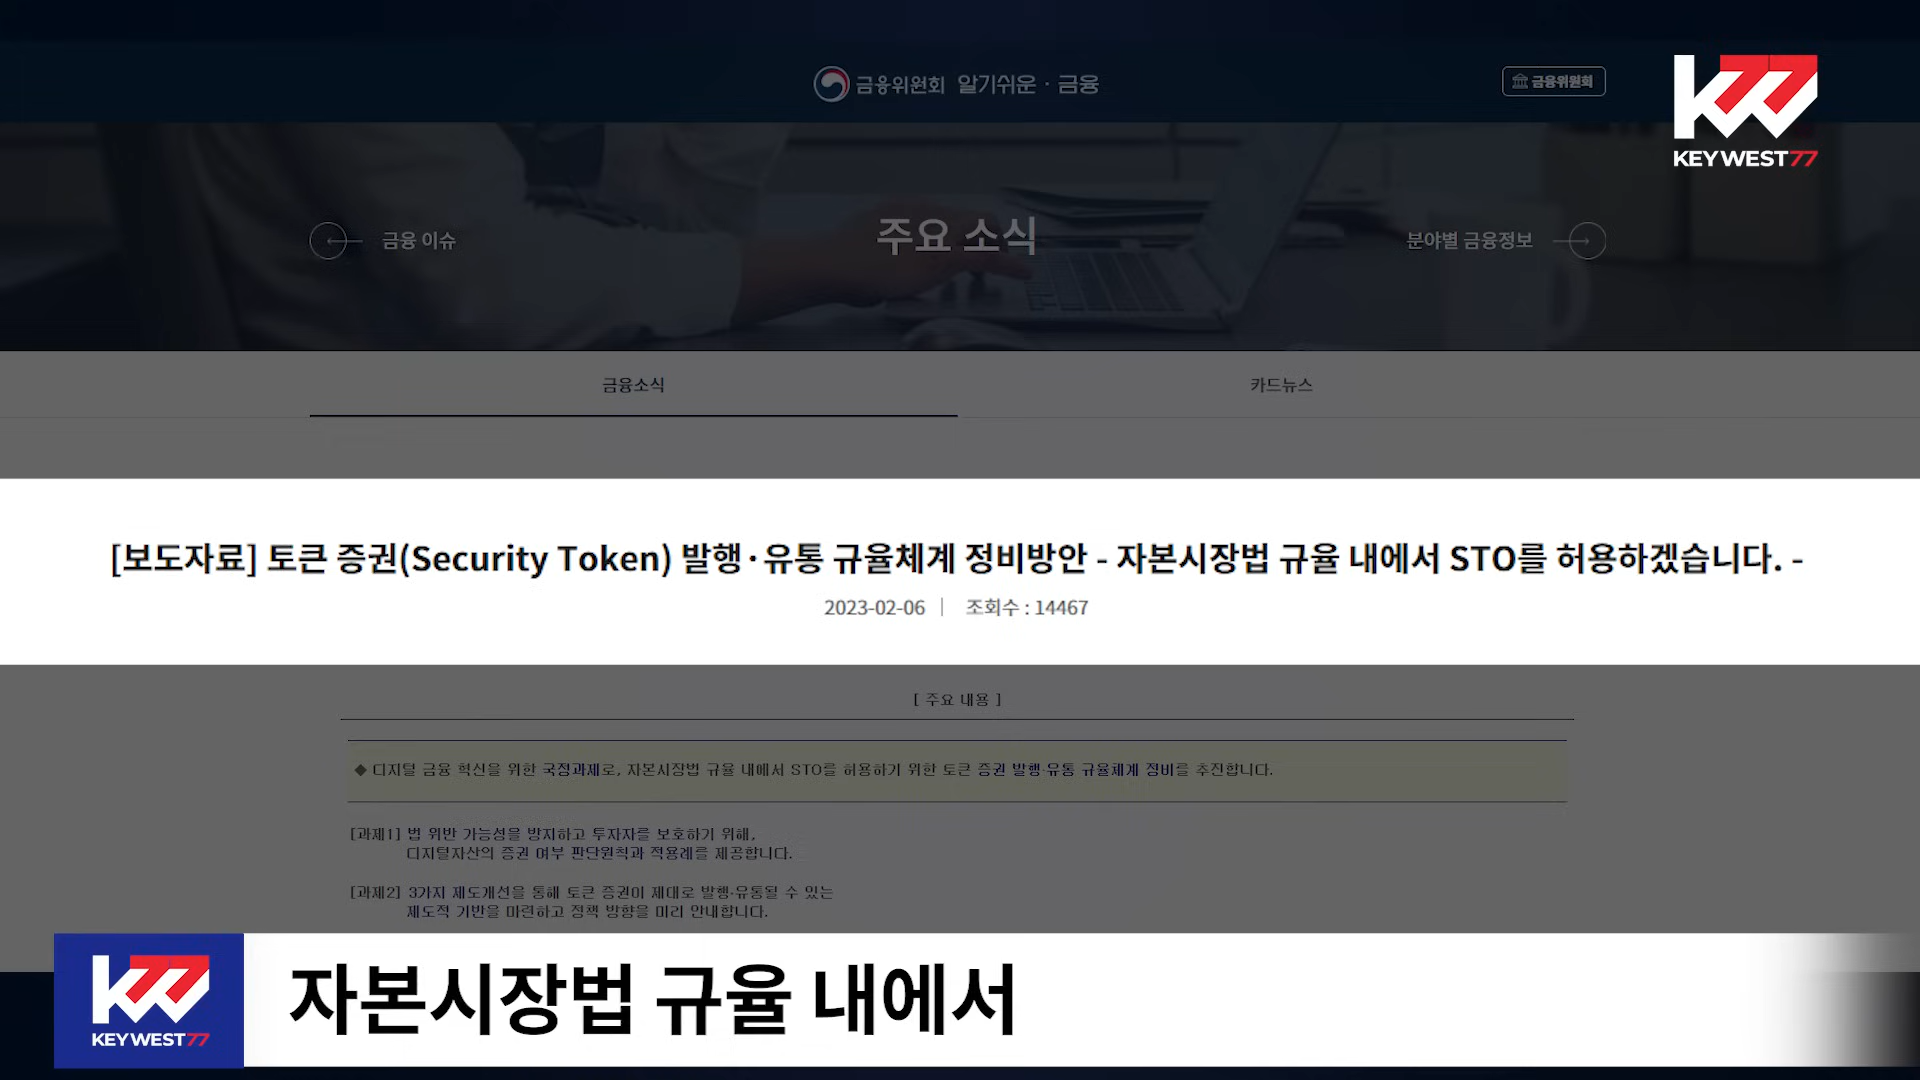 금융위원회 알기쉬운·금융
금융위원회
KEYWEST77
금융 이슈
주요 소식
분야별 금융정보
금융소식
카드뉴스
[보도자료] 토큰 증권(Security Token) 발행·유통 규율체계 정비방안 - 자본시장법 규율 내에서 STO를 허용하겠습니다. -
2023-02-06 | 조회수 : 14467
[ 주요 내용 ]
◆ 디지털 금융 혁신을 위한 국정과제로, 자본시장법 규율 내에서 STO를 허용하기 위한 토큰 증권 발행·유통 규율체계 정비를 추진합니다.
[과제1] 법 위반 가능성을 방지하고 투자자를 보호하기 위해,
디지털자산의 증권 여부 판단원칙과 적용례를 제공합니다.
[과제2] 3가지 제도개선을 통해 토큰 증권이 제대로 발행·유통될 수 있는
제도적 기반을 마련하고 정책 방향을 미리 안내합니다.
자본시장법 규율 내에서
KEYWEST77